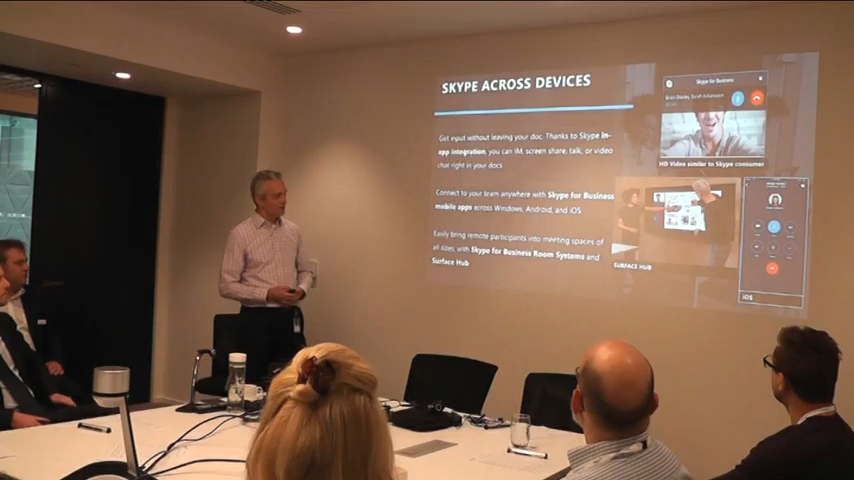 SKYPE ACROSS DEVICES
Get input without leaving your doc: Thanks to Skype in-
app integration, you can IM, screen share, talk, or video
chat right in your docs
Connect to your team anywhere with Skype for Business
mobile apps across Windows, Android, and iOS
Easily bring remote participants into meeting spaces of
all sizes, with Skype for Business Room Systems and
Surface Hub
Skype for Business
HD Video similar to Skype consumer
SURFACE HUB
iOS